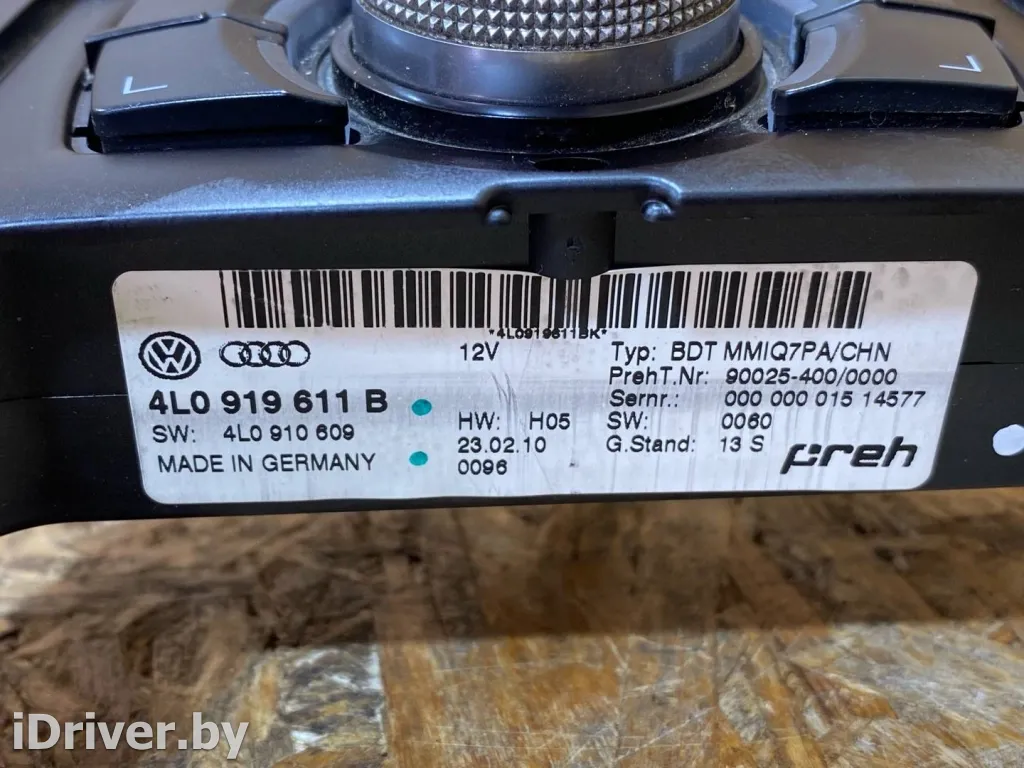 *4L0919611BK*
12V
Typ: BDT MMIQ7PA/CHN
PrehT.Nr: 90025-400/0000
4L0 919 611 B
Sernr.: 000 000 015 14577
HW: H05
SW: 0060
SW: 4L0 910 609
23.02.10
G.Stand: 13 S
preh
MADE IN GERMANY
0096
iDriver.by